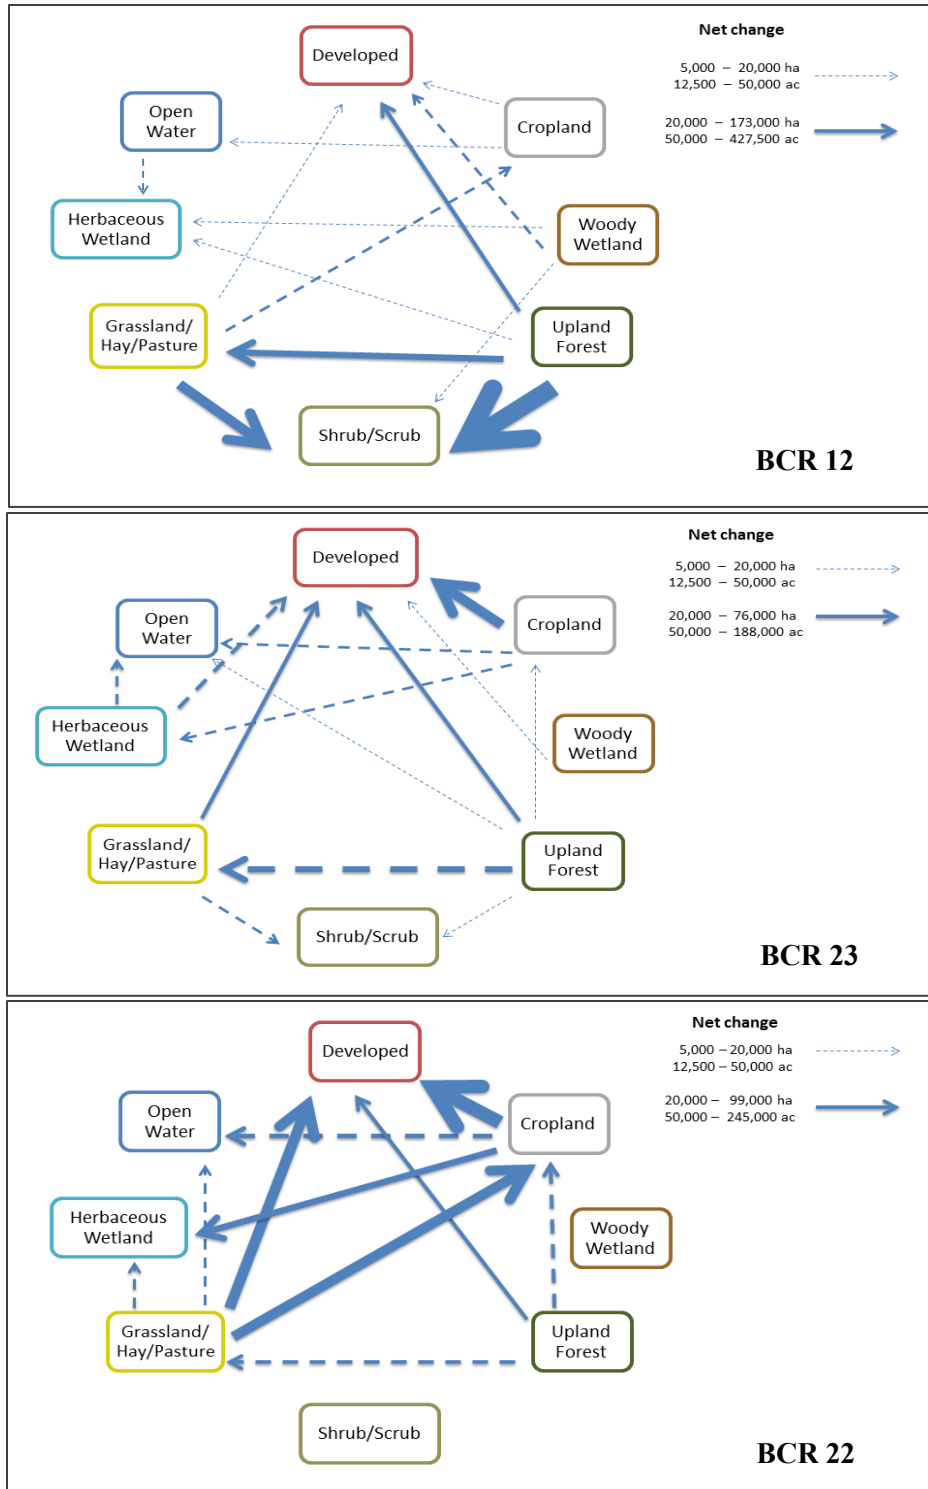 Developed
Net change
5,000 – 20,000 ha
12,500 – 50,000 ac
20,000 – 173,000 ha
50,000 – 427,500 ac
Open
Water
Cropland
Herbaceous
Wetland
Woody
Wetland
Grassland/
Hay/Pasture
Upland
Forest
Shrub/Scrub
BCR 12
Developed
Net change
5,000 – 20,000 ha
12,500 – 50,000 ac
20,000 – 76,000 ha
50,000 – 188,000 ac
Open
Water
Cropland
Herbaceous
Wetland
Woody
Wetland
Grassland/
Hay/Pasture
Upland
Forest
Shrub/Scrub
BCR 23
Developed
Net change
5,000 – 20,000 ha
12,500 – 50,000 ac
20,000 – 99,000 ha
50,000 – 245,000 ac
Open
Water
Cropland
Herbaceous
Wetland
Woody
Wetland
Grassland/
Hay/Pasture
Upland
Forest
Shrub/Scrub
BCR 22